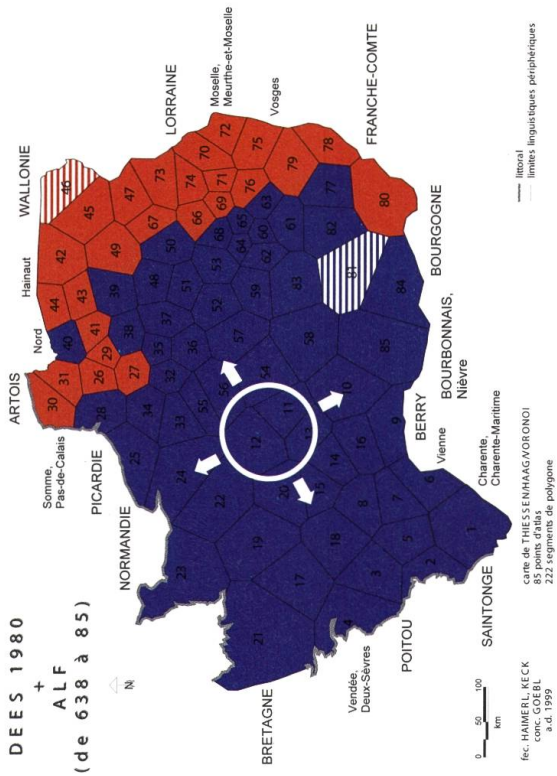 DEES 1980
+
ALF
(de 638 à 85)
N
WALLONIE
Hainaut
Nord
ARTOIS
Somme,
Pas-de-Calais
PICARDIE
NORMANDIE
BRETAGNE
Vendée,
Deux-Sèvres
POITOU
SAINTONGE
Charente,
Charente-Maritime
Vienne
BERRY
BOURBONNAIS,
Nièvre
BOURGOGNE
FRANCHE-COMTE
Vosges
Moselle,
Meurthe-et-Moselle
LORRAINE
46
45
42
44
43
47
49
73
72
70
75
78
74
71
69
76
79
80
66
67
68
65
63
77
64
60
61
82
81
62
50
53
48
51
52
59
83
84
39
38
37
57
58
85
40
41
29
35
36
31
26
27
32
30
28
34
33
55
56
54
25
24
12
11
10
13
9
22
20
14
16
15
23
19
18
8
7
6
17
3
5
1
21
4
2
littoral
limites linguistiques périphériques
0 50 100
km
fec. HAIMERL, KECK
conc. GOEBL
a.d. 1999
carte de THIESSEN/HAAG/VORONOI
85 points d'atlas
222 segments de polygone